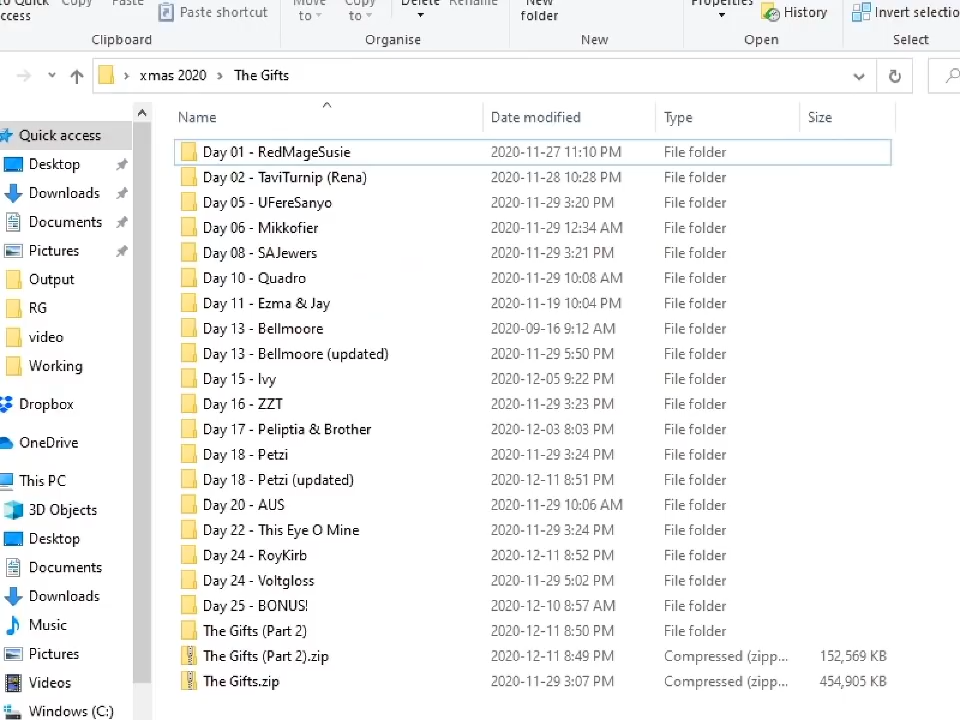 to Quick Copy Paste Move Copy Delete Rename New Properties
access Paste shortcut to to folder History Invert selectio
Clipboard Organise New Open Select
xmas 2020 The Gifts
Name Date modified Type Size
Quick access
Desktop
Downloads
Documents
Pictures
Output
RG
video
Working
Dropbox
OneDrive
This PC
3D Objects
Desktop
Documents
Downloads
Music
Pictures
Videos
Windows (C:)
Day 01 - RedMageSusie 2020-11-27 11:10 PM File folder
Day 02 - TaviTurnip (Rena) 2020-11-28 10:28 PM File folder
Day 05 - UFereSanyo 2020-11-29 3:20 PM File folder
Day 06 - Mikkofier 2020-11-29 12:34 AM File folder
Day 08 - SAJewers 2020-11-29 3:21 PM File folder
Day 10 - Quadro 2020-11-29 10:08 AM File folder
Day 11 - Ezma & Jay 2020-11-19 10:04 PM File folder
Day 13 - Bellmoore 2020-09-16 9:12 AM File folder
Day 13 - Bellmoore (updated) 2020-11-29 5:50 PM File folder
Day 15 - Ivy 2020-12-05 9:22 PM File folder
Day 16 - ZZT 2020-11-29 3:23 PM File folder
Day 17 - Peliptia & Brother 2020-12-03 8:03 PM File folder
Day 18 - Petzi 2020-11-29 3:24 PM File folder
Day 18 - Petzi (updated) 2020-12-11 8:51 PM File folder
Day 20 - AUS 2020-11-29 10:06 AM File folder
Day 22 - This Eye O Mine 2020-11-29 3:24 PM File folder
Day 24 - RoyKirb 2020-12-11 8:52 PM File folder
Day 24 - Voltgloss 2020-11-29 5:02 PM File folder
Day 25 - BONUS! 2020-12-10 8:57 AM File folder
The Gifts (Part 2) 2020-12-11 8:50 PM File folder
The Gifts (Part 2).zip 2020-12-11 8:49 PM Compressed (zipp... 152,569 KB
The Gifts.zip 2020-11-29 3:07 PM Compressed (zipp... 454,905 KB